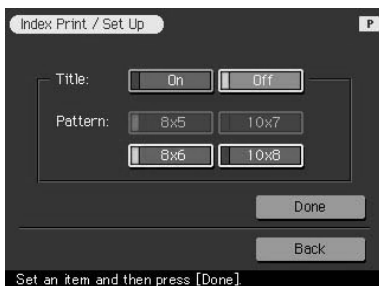 Index Print / Set Up
P
Title: On Off
Pattern: 8x5 10x7
8x6 10x8
Done
Back
Set an item and then press [Done].